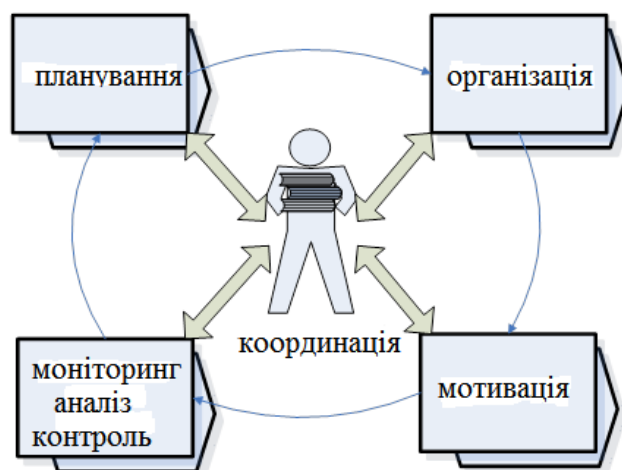 планування
організація
координація
моніторинг
аналіз
контроль
мотивація